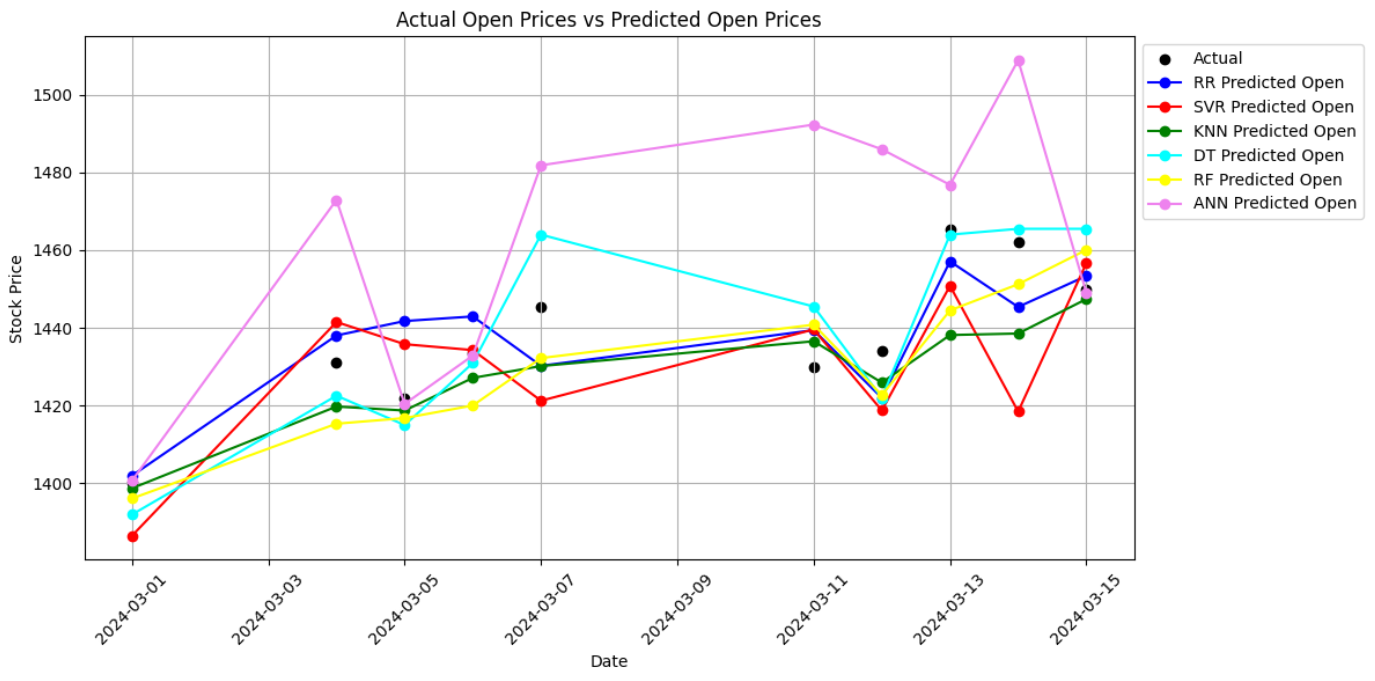 Actual Open Prices vs Predicted Open Prices
Actual
RR Predicted Open
SVR Predicted Open
KNN Predicted Open
DT Predicted Open
RF Predicted Open
ANN Predicted Open
Stock Price
1500
1480
1460
1440
1420
1400
2024-03-01
2024-03-03
2024-03-05
2024-03-07
2024-03-09
2024-03-11
2024-03-13
2024-03-15
Date